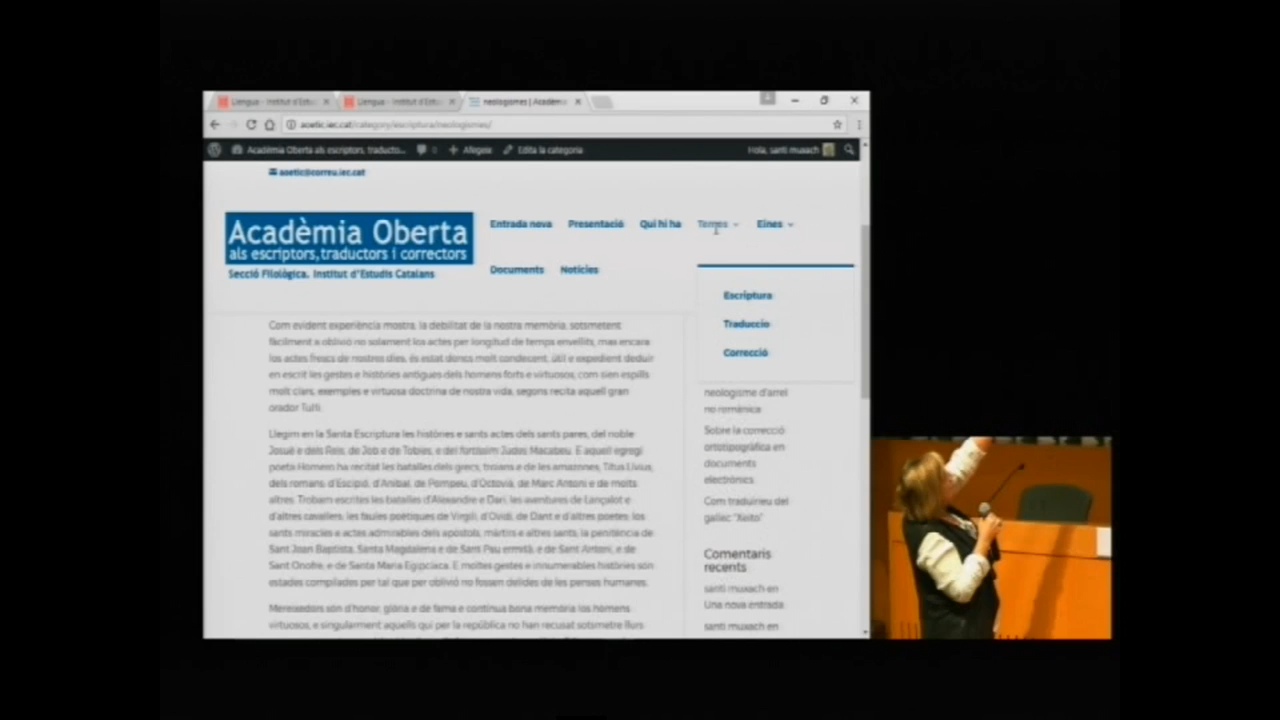 Llengua - Institut d'Estu
Llengua - Institut d'Estu
neologismes | Acadèmi
aoetic.iec.cat/category/escriptura/neologismes/
Acadèmia Oberta als escriptors, traducto...
0
Afegeix
Edita la categoria
Hola, santi muxach
aoetic@correu.iec.cat
Acadèmia Oberta
als escriptors, traductors i correctors
Secció Filològica. Institut d'Estudis Catalans
Entrada nova
Presentació
Qui hi ha
Temes
Eines
Documents
Notícies
Escriptura
Traduccio
Correcció
Com evident experiència mostra, la debilitat de la nostra memòria, sotsmetent
fàcilment a oblivió no solament los actes per longitud de temps envellits, mas encara
los actes frescs de nostres dies, és estat doncs molt condecent, útil e expedient deduir
en escrit les gestes e històries antigues dels homens forts e virtuosos, com sien espills
molt clars, exemples e virtuosa doctrina de nostra vida, segons recita aquell gran
orador Tul·li.
Llegim en la Santa Escriptura les històries e sants actes dels sants pares, del noble
Josuè e dels Reis, de Job e de Tobies, e del fortíssim Judes Macabeu. E aquell egregi
poeta Homero ha recitat les batalles dels grecs, troians e de les amazones; Titus Livius,
dels romans: d'Escipió, d'Aníbal, de Pompeu, d'Octovià, de Marc Antoni e de molts
altres. Trobam escrites les batalles d'Alexandre e Dari; les aventures de Lançalot e
d'altres cavallers; les faules poètiques de Virgili, d'Ovidi, de Dant e d'altres poetes; los
sants miracles e actes admirables dels apòstols, màrtirs e altres sants; la penitència de
Sant Joan Baptista, Santa Magdalena e de Sant Pau ermità, e de Sant Antoni, e de
Sant Onofre, e de Santa Maria Egipcíaca. E moltes gestes e innumerables històries són
estades compilades per tal que per oblivió no fossen delides de les penses humanes.
Mereixedors són d'honor, glòria e de fama e contínua bona memòria los homens
virtuosos, e singularment aquells qui per la república no han recusat sotsmetre llurs
neologisme d'arrel
no romànica
Sobre la correcció
ortotipogràfica en
documents
electrònics
Com traduirieu del
gallec "Xeito"
Comentaris
recents
santi muxach en
Una nova entrada
santi muxach en